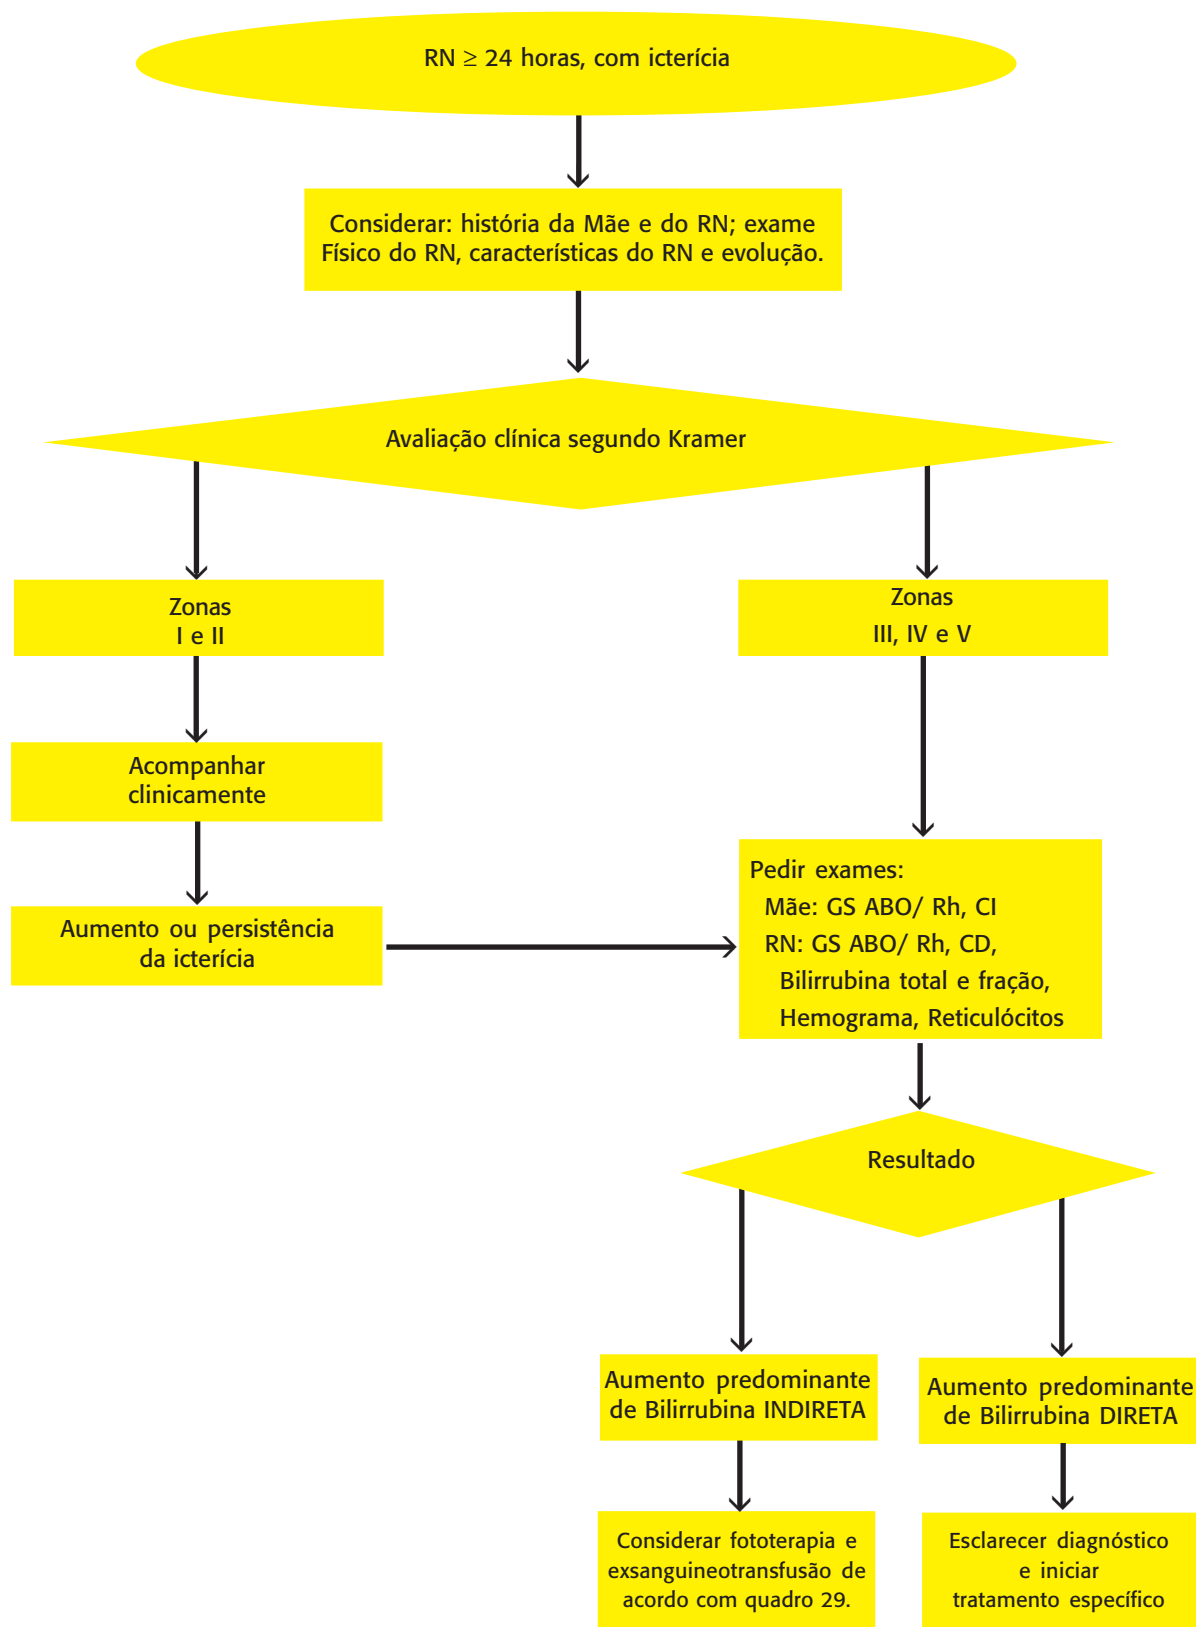 RN ≥ 24 horas, com icterícia
Considerar: história da Mãe e do RN; exame
Físico do RN, características do RN e evolução.
Avaliação clínica segundo Kramer
Zonas
I e II
Zonas
III, IV e V
Acompanhar
clinicamente
Aumento ou persistência
da icterícia
Pedir exames:
Mãe: GS ABO/ Rh, CI
RN: GS ABO/ Rh, CD,
Bilirrubina total e fração,
Hemograma, Reticulócitos
Resultado
Aumento predominante
de Bilirrubina INDIRETA
Aumento predominante
de Bilirrubina DIRETA
Considerar fototerapia e
exsanguineotransfusão de
acordo com quadro 29.
Esclarecer diagnóstico
e iniciar
tratamento específico